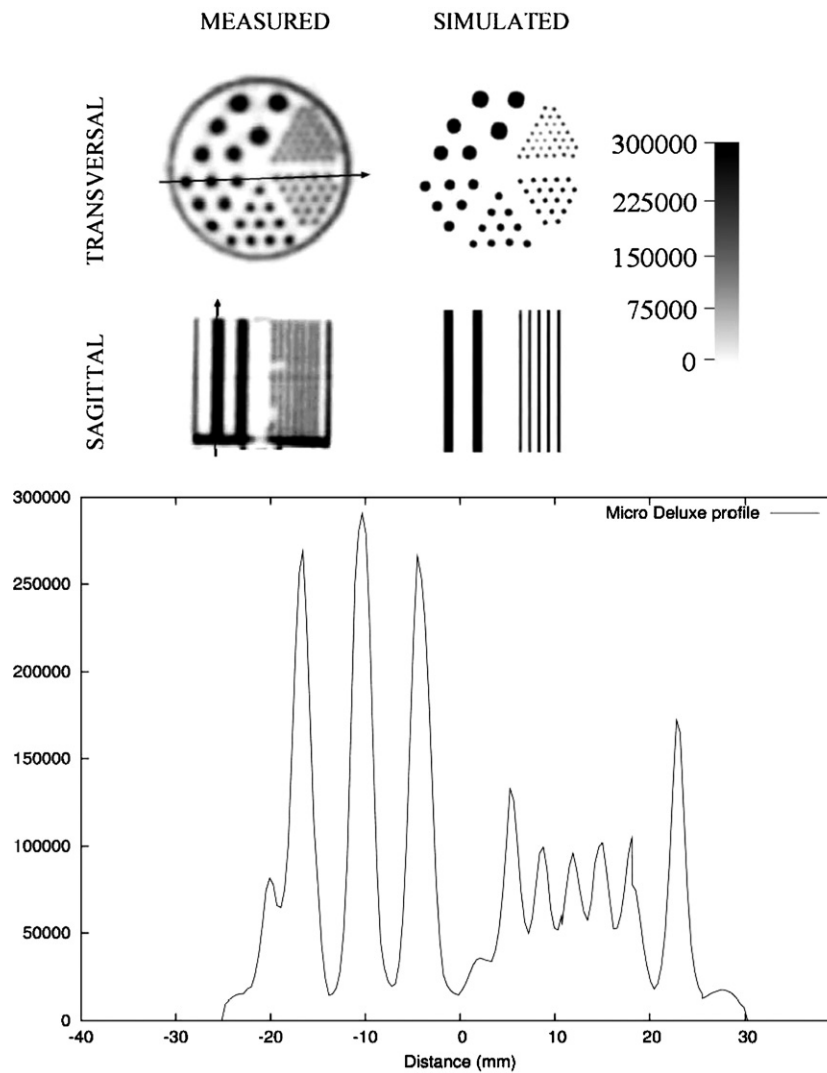 MEASURED SIMULATED
TRANSVERSAL
300000
225000
150000
75000
0
SAGITTAL
300000
250000
200000
150000
100000
50000
0
Micro Deluxe profile
-40 -30 -20 -10 0 10 20 30
Distance (mm)